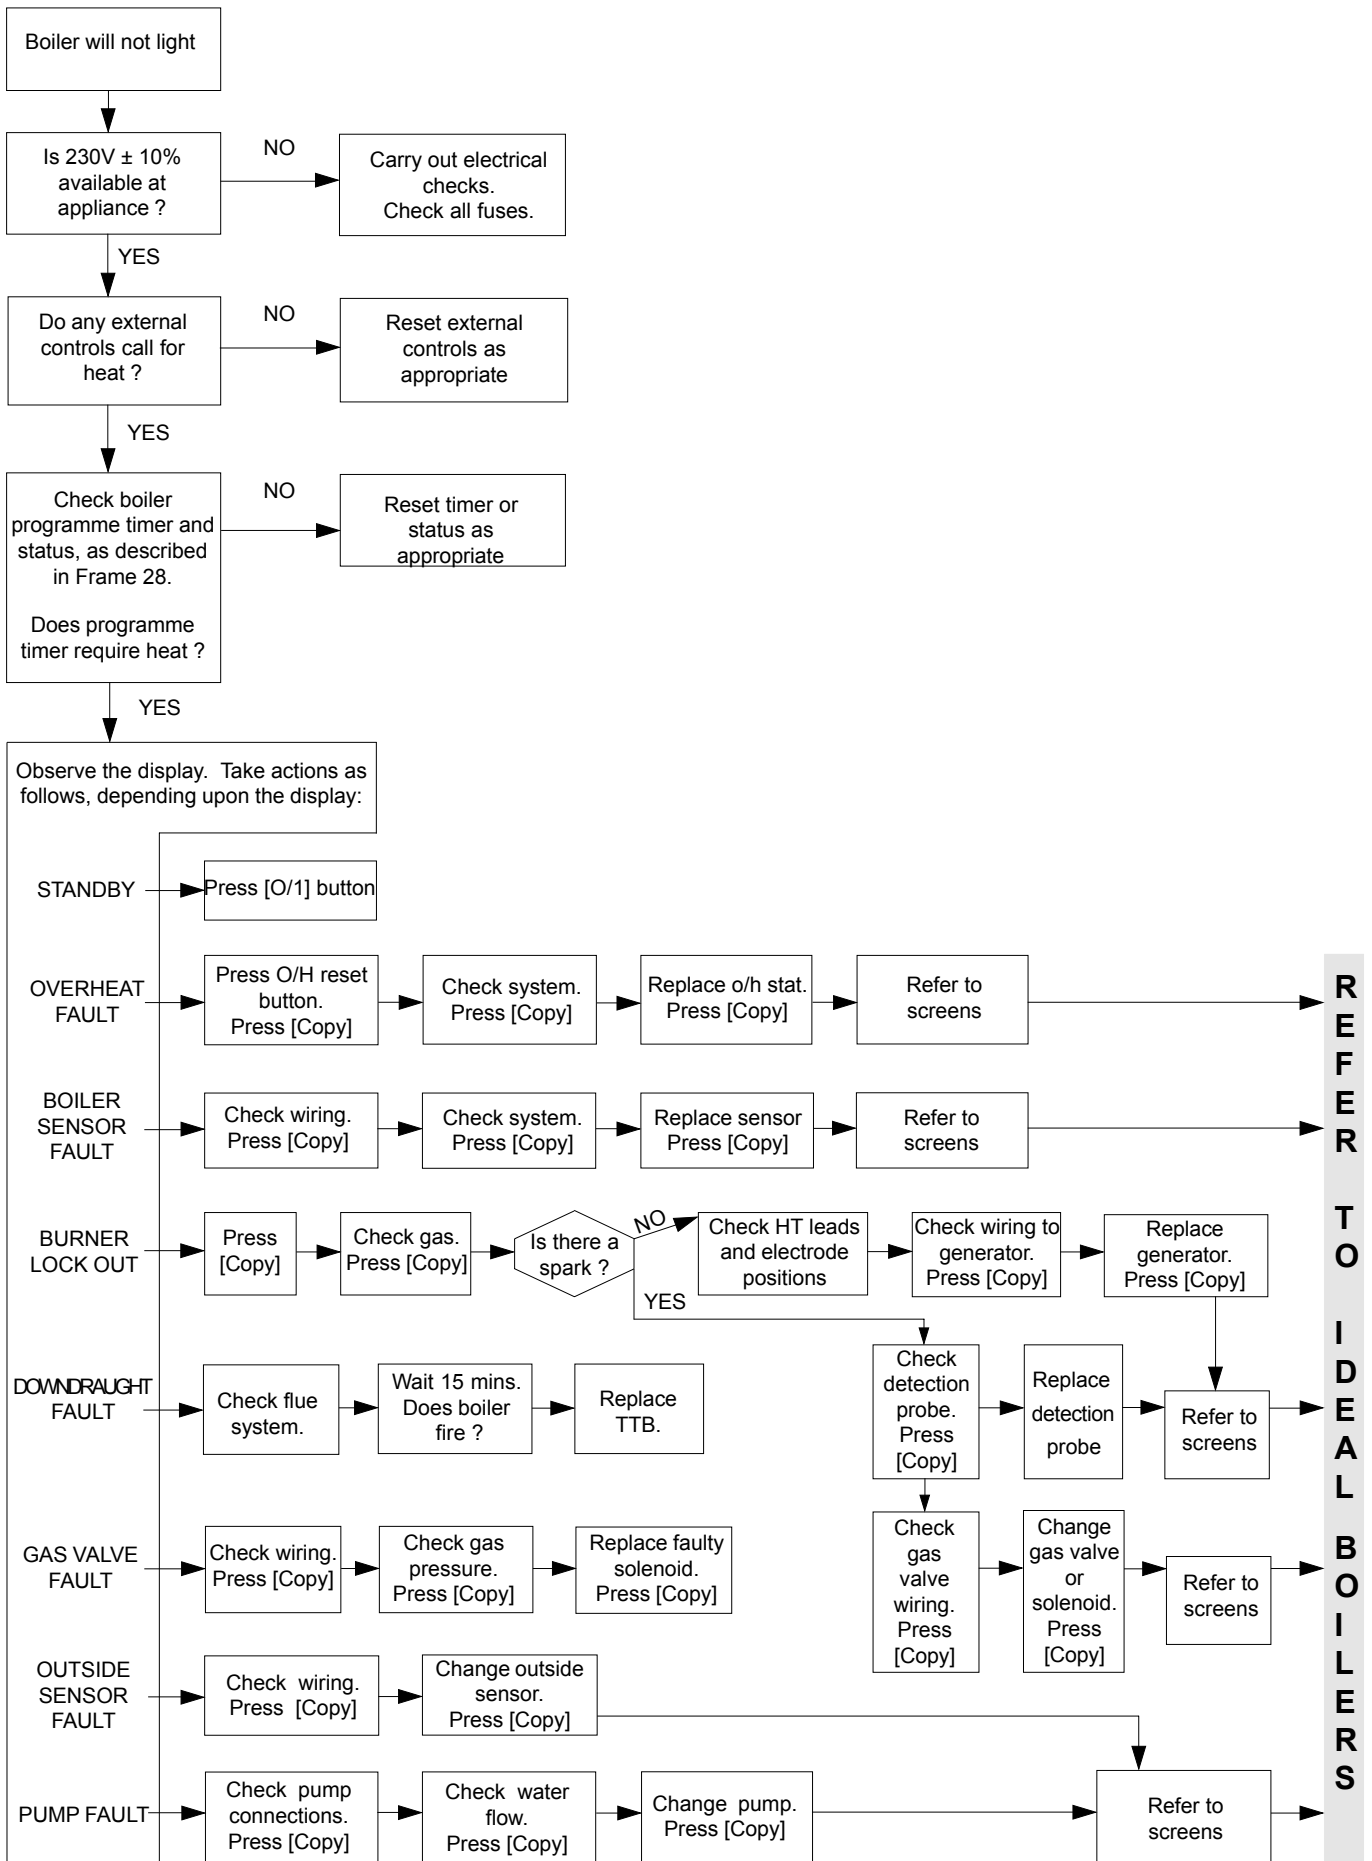 Boiler will not light
Is 230V ± 10%
available at
appliance ?
NO
Carry out electrical
checks.
Check all fuses.
YES
Do any external
controls call for
heat ?
NO
Reset external
controls as
appropriate
YES
Check boiler
programme timer and
status, as described
in Frame 28.
Does programme
timer require heat ?
NO
Reset timer or
status as
appropriate
YES
Observe the display. Take actions as
follows, depending upon the display:
STANDBY
Press [O/1] button
OVERHEAT
FAULT
Press O/H reset
button.
Press [Copy]
Check system.
Press [Copy]
Replace o/h stat.
Press [Copy]
Refer to
screens
BOILER
SENSOR
FAULT
Check wiring.
Press [Copy]
Check system.
Press [Copy]
Replace sensor
Press [Copy]
Refer to
screens
BURNER
LOCK OUT
Press
[Copy]
Check gas.
Press [Copy]
Is there a
spark ?
NO
Check HT leads
and electrode
positions
Check wiring to
generator.
Press [Copy]
Replace
generator.
Press [Copy]
YES
Check
detection
probe.
Press
[Copy]
Replace
detection
probe
Refer to
screens
DOWNDRAUGHT
FAULT
Check flue
system.
Wait 15 mins.
Does boiler
fire ?
Replace
TTB.
GAS VALVE
FAULT
Check wiring.
Press [Copy]
Check gas
pressure.
Press [Copy]
Replace faulty
solenoid.
Press [Copy]
Check
gas
valve
wiring.
Press
[Copy]
Change
gas valve
or
solenoid.
Press
[Copy]
Refer to
screens
OUTSIDE
SENSOR
FAULT
Check wiring.
Press [Copy]
Change outside
sensor.
Press [Copy]
PUMP FAULT
Check pump
connections.
Press [Copy]
Check water
flow.
Press [Copy]
Change pump.
Press [Copy]
Refer to
screens
REFER TO IDEAL BOILERS